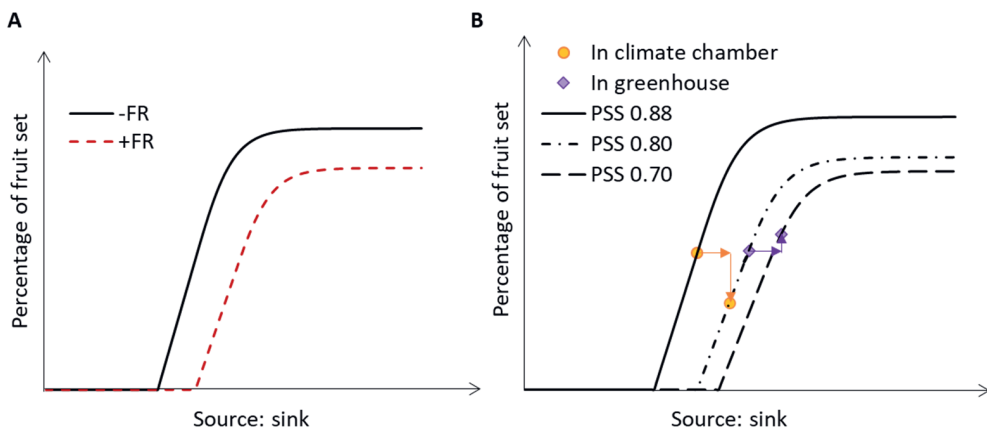 A
Percentage of fruit set
-FR
+FR
Source: sink
B
Percentage of fruit set
In climate chamber
In greenhouse
PSS 0.88
PSS 0.80
PSS 0.70
Source: sink